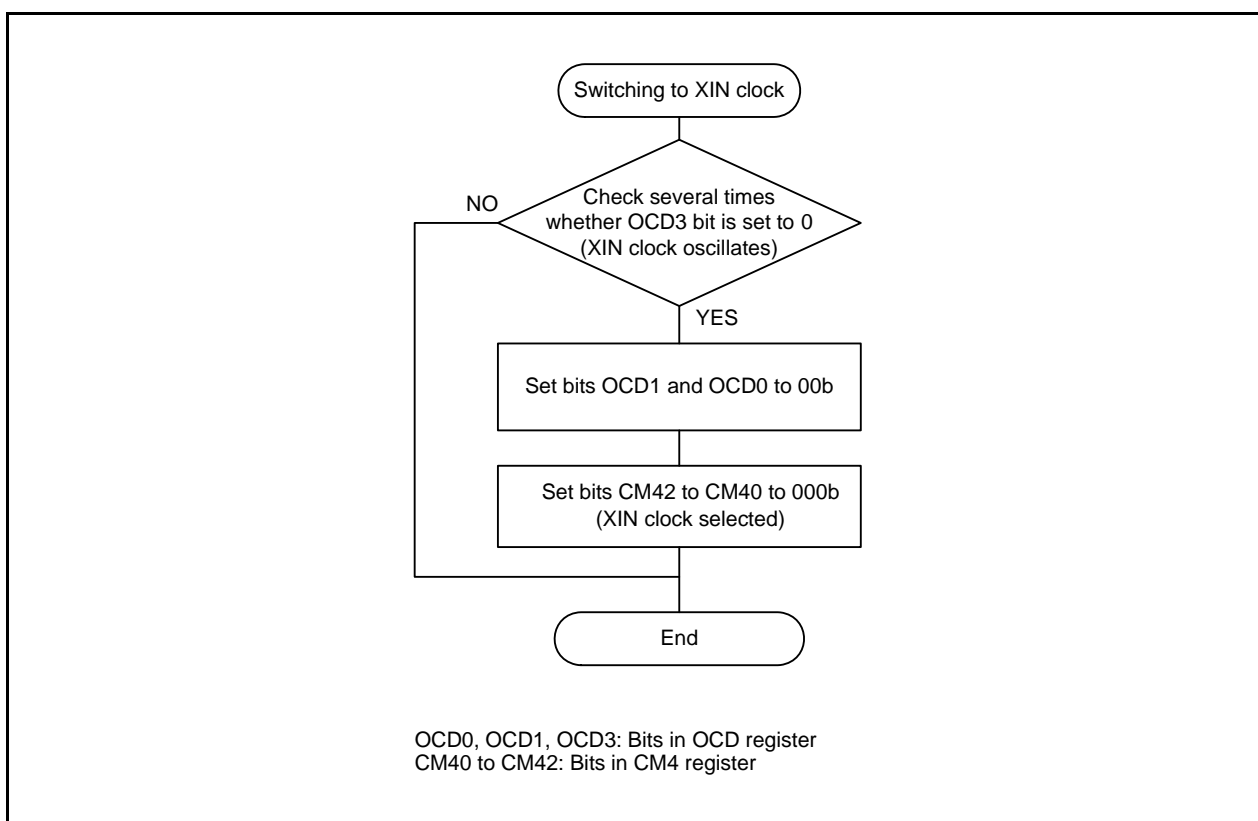 Switching to XIN clock
Check several times
whether OCD3 bit is set to 0
(XIN clock oscillates)
NO
YES
Set bits OCD1 and OCD0 to 00b
Set bits CM42 to CM40 to 000b
(XIN clock selected)
End
OCD0, OCD1, OCD3: Bits in OCD register
CM40 to CM42: Bits in CM4 register